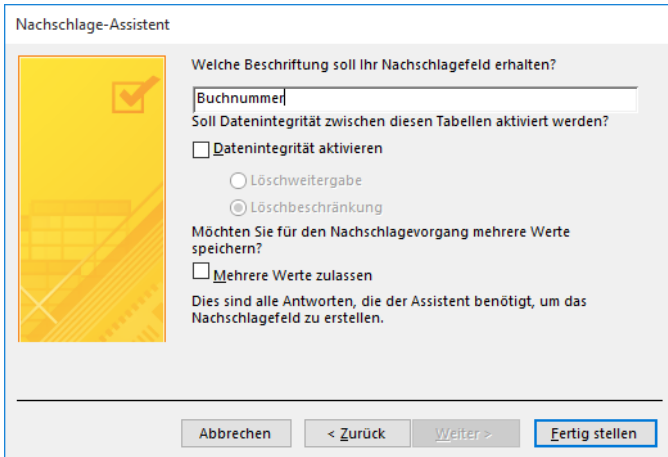 Nachschlage-Assistent
Welche Beschriftung soll Ihr Nachschlagefeld erhalten?
Buchnummer
Soll Datenintegrität zwischen diesen Tabellen aktiviert werden?
Datenintegrität aktivieren
Löschweitergabe
Löschbeschränkung
Möchten Sie für den Nachschlagevorgang mehrere Werte
speichern?
Mehrere Werte zulassen
Dies sind alle Antworten, die der Assistent benötigt, um das
Nachschlagefeld zu erstellen.
Abbrechen < Zurück Weiter > Fertig stellen